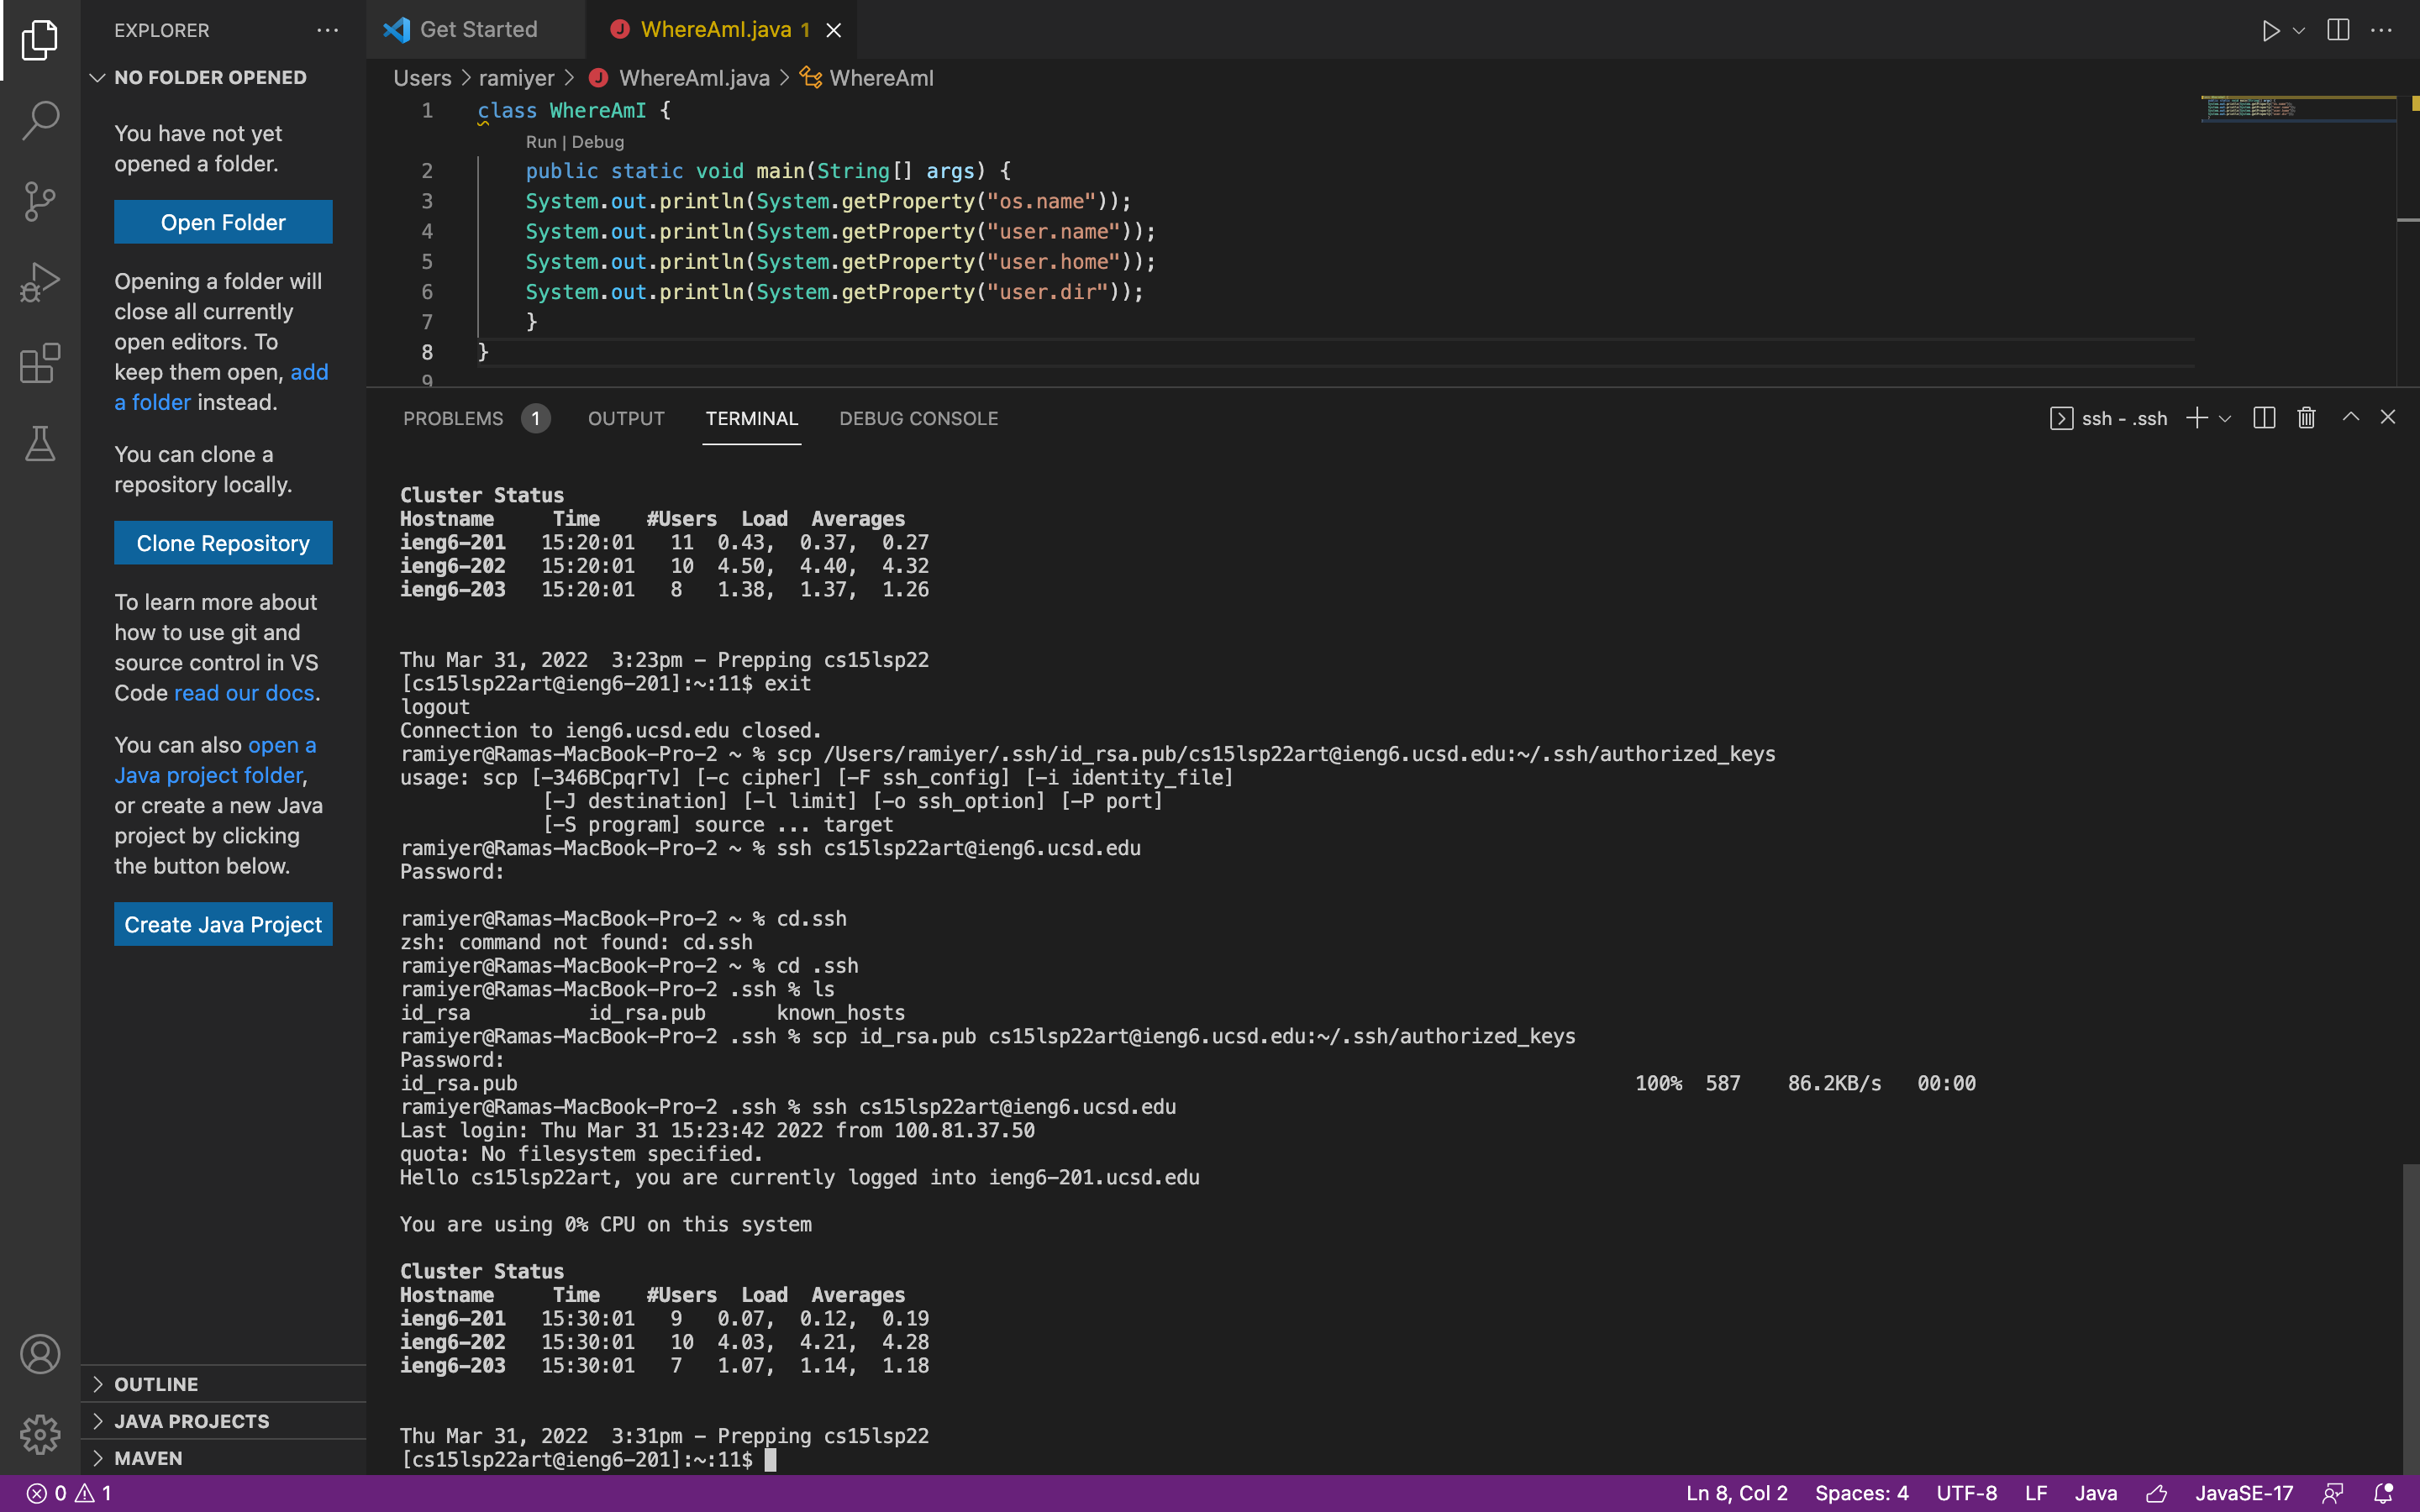 EXPLORER
NO FOLDER OPENED
You have not yet
opened a folder.
Open Folder
Opening a folder will
close all currently
open editors. To
keep them open, add
a folder instead.
You can clone a
repository locally.
Clone Repository
To learn more about
how to use git and
source control in VS
Code read our docs.
You can also open a
Java project folder,
or create a new Java
project by clicking
the button below.
Create Java Project
OUTLINE
JAVA PROJECTS
MAVEN
Get Started
WhereAmI.java 1
Users > ramiyer > WhereAmI.java > WhereAmI
1 class WhereAmI {
Run | Debug
2 public static void main(String[] args) {
3 System.out.println(System.getProperty("os.name"));
4 System.out.println(System.getProperty("user.name"));
5 System.out.println(System.getProperty("user.home"));
6 System.out.println(System.getProperty("user.dir"));
7 }
8 }
9
PROBLEMS 1 OUTPUT TERMINAL DEBUG CONSOLE ssh - .ssh
Cluster Status
Hostname Time #Users Load Averages
ieng6-201 15:20:01 11 0.43, 0.37, 0.27
ieng6-202 15:20:01 10 4.50, 4.40, 4.32
ieng6-203 15:20:01 8 1.38, 1.37, 1.26
Thu Mar 31, 2022 3:23pm - Prepping cs15lsp22
[cs15lsp22art@ieng6-201]:~:11$ exit
logout
Connection to ieng6.ucsd.edu closed.
ramiyer@Ramas-MacBook-Pro-2 ~ % scp /Users/ramiyer/.ssh/id_rsa.pub/cs15lsp22art@ieng6.ucsd.edu:~/.ssh/authorized_keys
usage: scp [-346BCpqrTv] [-c cipher] [-F ssh_config] [-i identity_file]
[-J destination] [-l limit] [-o ssh_option] [-P port]
[-S program] source ... target
ramiyer@Ramas-MacBook-Pro-2 ~ % ssh cs15lsp22art@ieng6.ucsd.edu
Password:
ramiyer@Ramas-MacBook-Pro-2 ~ % cd.ssh
zsh: command not found: cd.ssh
ramiyer@Ramas-MacBook-Pro-2 ~ % cd .ssh
ramiyer@Ramas-MacBook-Pro-2 .ssh % ls
id_rsa id_rsa.pub known_hosts
ramiyer@Ramas-MacBook-Pro-2 .ssh % scp id_rsa.pub cs15lsp22art@ieng6.ucsd.edu:~/.ssh/authorized_keys
Password:
id_rsa.pub 100% 587 86.2KB/s 00:00
ramiyer@Ramas-MacBook-Pro-2 .ssh % ssh cs15lsp22art@ieng6.ucsd.edu
Last login: Thu Mar 31 15:23:42 2022 from 100.81.37.50
quota: No filesystem specified.
Hello cs15lsp22art, you are currently logged into ieng6-201.ucsd.edu
You are using 0% CPU on this system
Cluster Status
Hostname Time #Users Load Averages
ieng6-201 15:30:01 9 0.07, 0.12, 0.19
ieng6-202 15:30:01 10 4.03, 4.21, 4.28
ieng6-203 15:30:01 7 1.07, 1.14, 1.18
Thu Mar 31, 2022 3:31pm - Prepping cs15lsp22
[cs15lsp22art@ieng6-201]:~:11$
0 1 Ln 8, Col 2 Spaces: 4 UTF-8 LF Java JavaSE-17